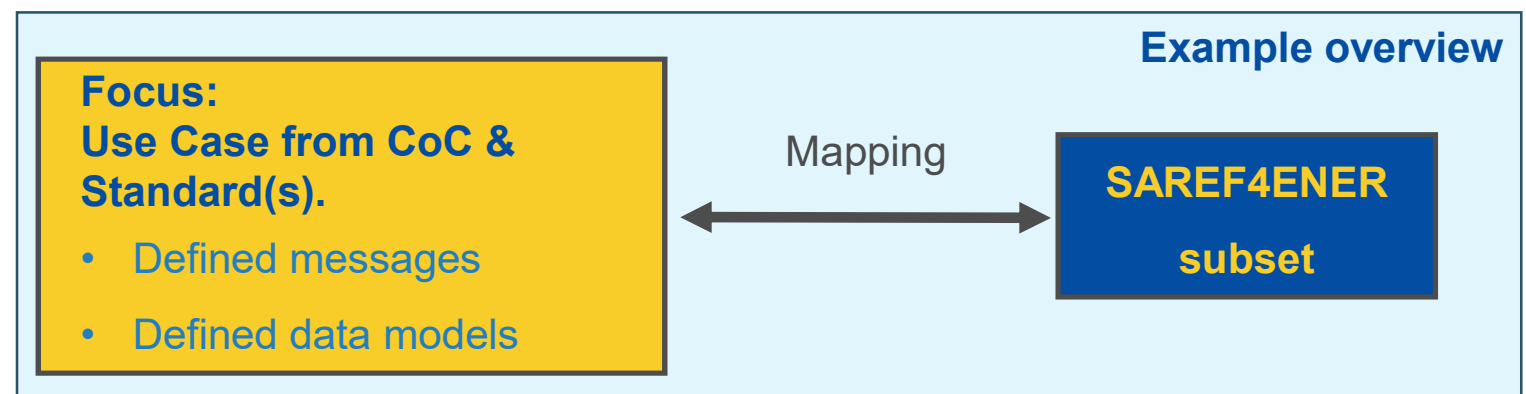 Example overview
Focus:
Use Case from CoC &
Standard(s).
• Defined messages
• Defined data models
Mapping
SAREF4ENER
subset